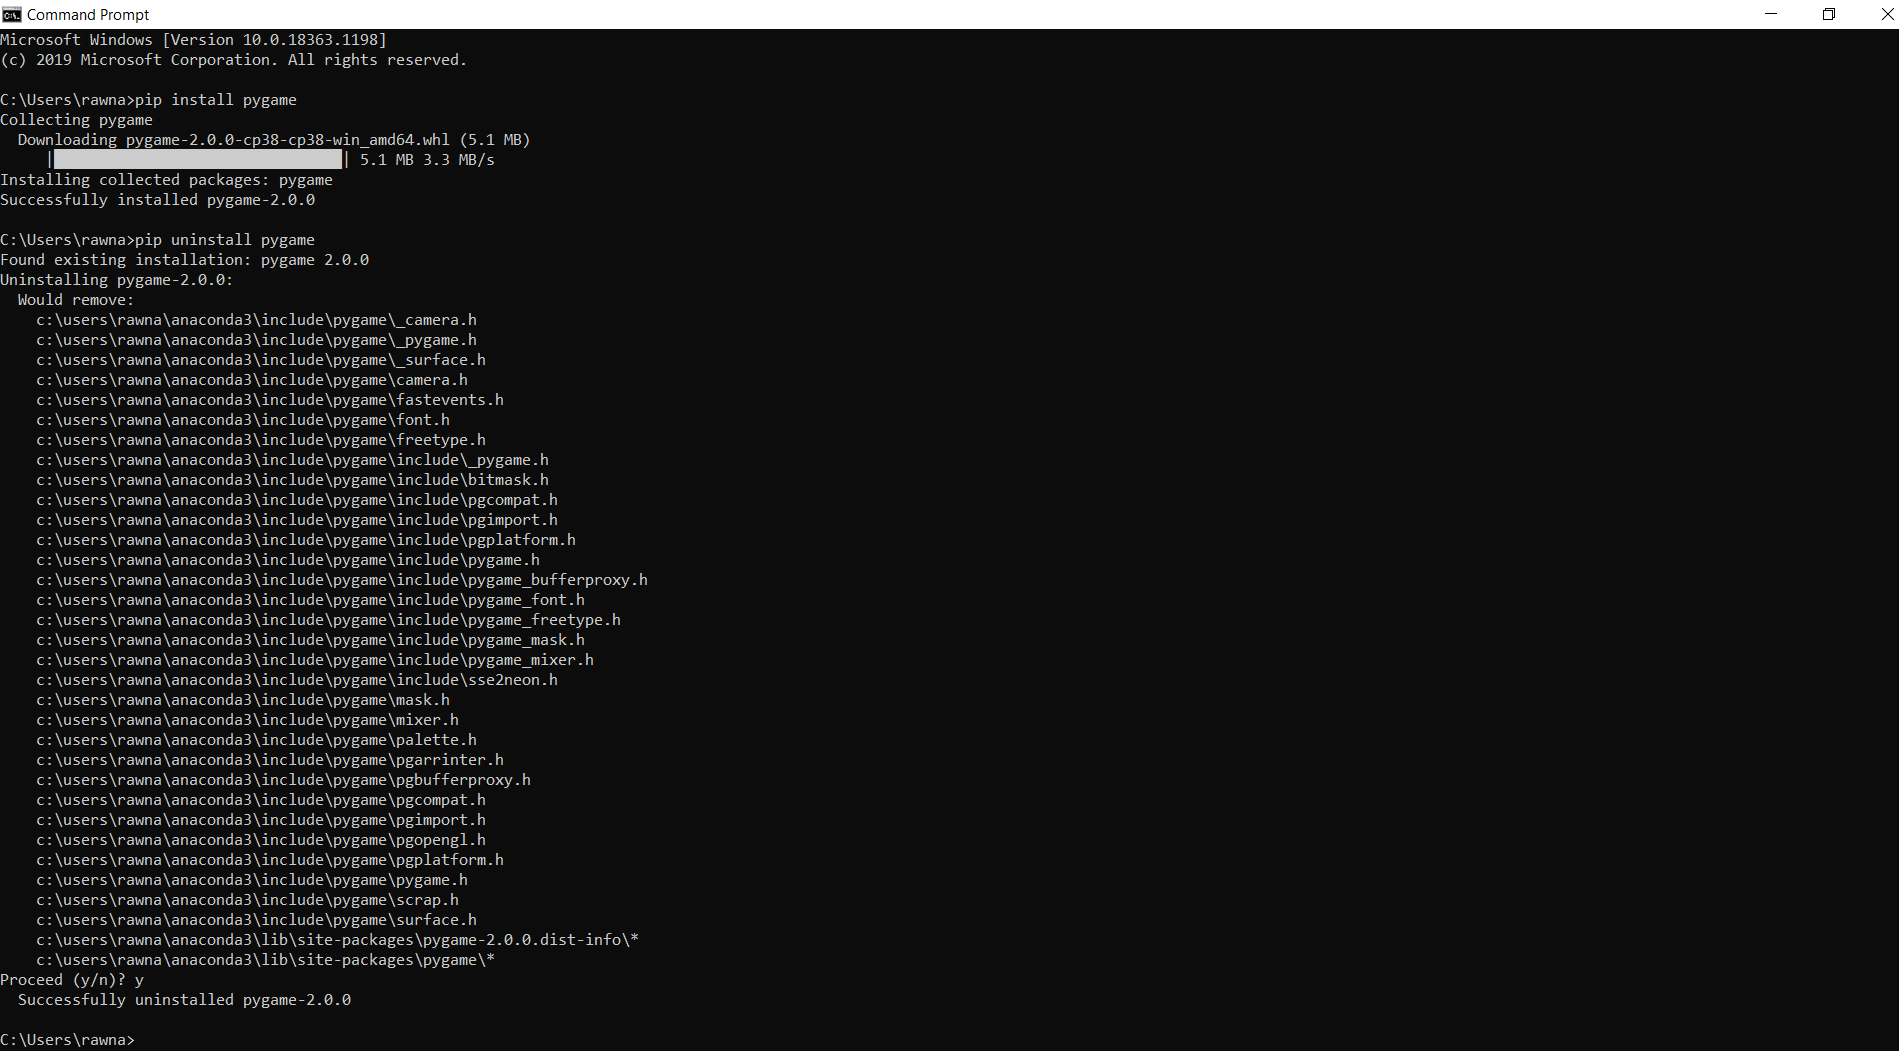 Command Prompt
Microsoft Windows [Version 10.0.18363.1198]
(c) 2019 Microsoft Corporation. All rights reserved.
C:\Users\rawna>pip install pygame
Collecting pygame
Downloading pygame-2.0.0-cp38-cp38-win_amd64.whl (5.1 MB)
| | 5.1 MB 3.3 MB/s
Installing collected packages: pygame
Successfully installed pygame-2.0.0
C:\Users\rawna>pip uninstall pygame
Found existing installation: pygame 2.0.0
Uninstalling pygame-2.0.0:
Would remove:
c:\users\rawna\anaconda3\include\pygame\_camera.h
c:\users\rawna\anaconda3\include\pygame\_pygame.h
c:\users\rawna\anaconda3\include\pygame\_surface.h
c:\users\rawna\anaconda3\include\pygame\camera.h
c:\users\rawna\anaconda3\include\pygame\fastevents.h
c:\users\rawna\anaconda3\include\pygame\font.h
c:\users\rawna\anaconda3\include\pygame\freetype.h
c:\users\rawna\anaconda3\include\pygame\include\_pygame.h
c:\users\rawna\anaconda3\include\pygame\include\bitmask.h
c:\users\rawna\anaconda3\include\pygame\include\pgcompat.h
c:\users\rawna\anaconda3\include\pygame\include\pgimport.h
c:\users\rawna\anaconda3\include\pygame\include\pgplatform.h
c:\users\rawna\anaconda3\include\pygame\include\pygame.h
c:\users\rawna\anaconda3\include\pygame\include\pygame_bufferproxy.h
c:\users\rawna\anaconda3\include\pygame\include\pygame_font.h
c:\users\rawna\anaconda3\include\pygame\include\pygame_freetype.h
c:\users\rawna\anaconda3\include\pygame\include\pygame_mask.h
c:\users\rawna\anaconda3\include\pygame\include\pygame_mixer.h
c:\users\rawna\anaconda3\include\pygame\include\sse2neon.h
c:\users\rawna\anaconda3\include\pygame\mask.h
c:\users\rawna\anaconda3\include\pygame\mixer.h
c:\users\rawna\anaconda3\include\pygame\palette.h
c:\users\rawna\anaconda3\include\pygame\pgarrinter.h
c:\users\rawna\anaconda3\include\pygame\pgbufferproxy.h
c:\users\rawna\anaconda3\include\pygame\pgcompat.h
c:\users\rawna\anaconda3\include\pygame\pgimport.h
c:\users\rawna\anaconda3\include\pygame\pgopengl.h
c:\users\rawna\anaconda3\include\pygame\pgplatform.h
c:\users\rawna\anaconda3\include\pygame\pygame.h
c:\users\rawna\anaconda3\include\pygame\scrap.h
c:\users\rawna\anaconda3\include\pygame\surface.h
c:\users\rawna\anaconda3\lib\site-packages\pygame-2.0.0.dist-info\*
c:\users\rawna\anaconda3\lib\site-packages\pygame\*
Proceed (y/n)? y
Successfully uninstalled pygame-2.0.0
C:\Users\rawna>